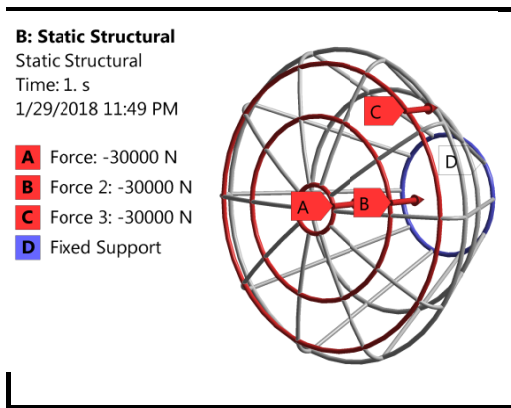 B: Static Structural
Static Structural
Time: 1. s
1/29/2018 11:49 PM
A Force: -30000 N
B Force 2: -30000 N
C Force 3: -30000 N
D Fixed Support
C
D
A
B